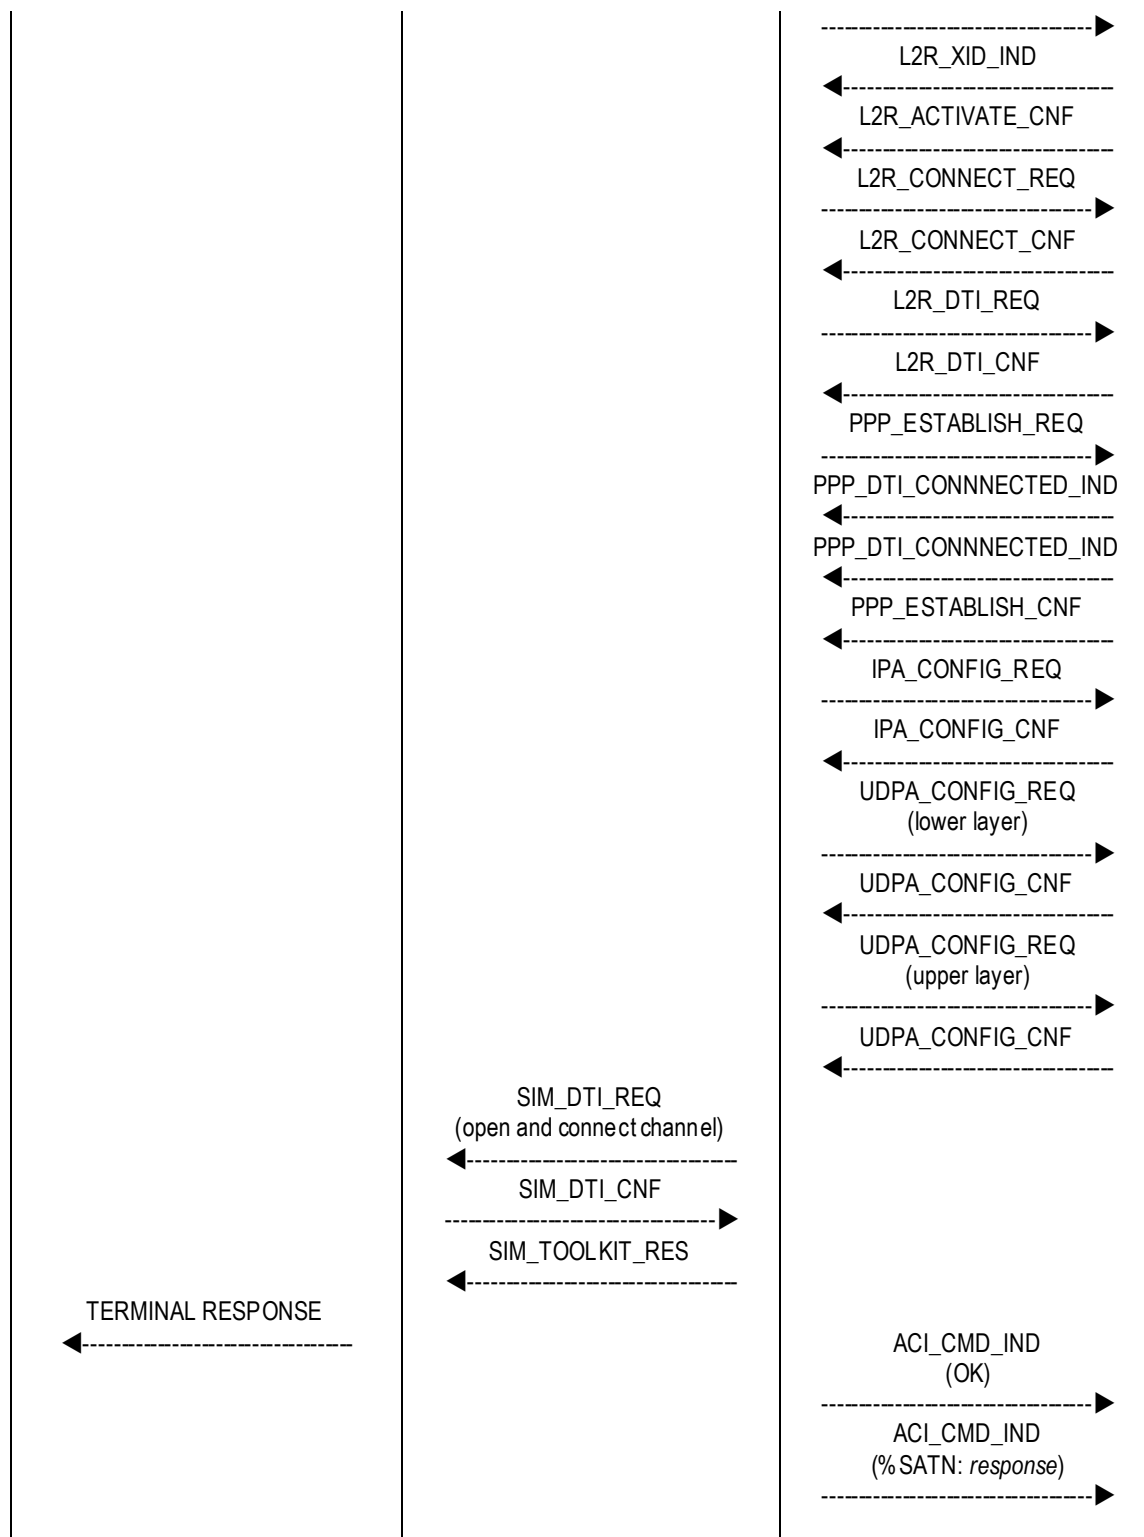 L2R_XID_IND
L2R_ACTIVATE_CNF
L2R_CONNECT_REQ
L2R_CONNECT_CNF
L2R_DTI_REQ
L2R_DTI_CNF
PPP_ESTABLISH_REQ
PPP_DTI_CONNNECTED_IND
PPP_DTI_CONNNECTED_IND
PPP_ESTABLISH_CNF
IPA_CONFIG_REQ
IPA_CONFIG_CNF
UDPA_CONFIG_REQ
(lower layer)
UDPA_CONFIG_CNF
UDPA_CONFIG_REQ
(upper layer)
UDPA_CONFIG_CNF
SIM_DTI_REQ
(open and connect channel)
SIM_DTI_CNF
SIM_TOOLKIT_RES
TERMINAL RESPONSE
ACI_CMD_IND
(OK)
ACI_CMD_IND
(%SATN: response)